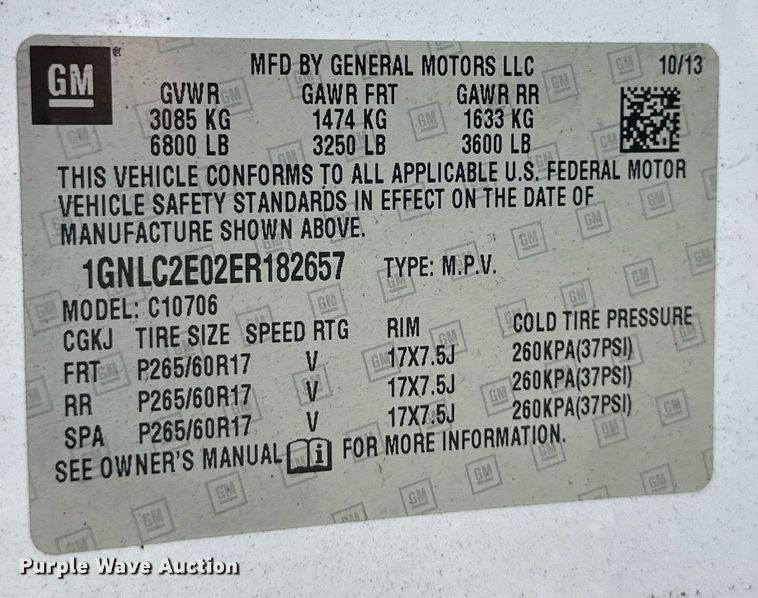 GM ®
MFD BY GENERAL MOTORS LLC 10/13
GVWR GAWR FRT GAWR RR
3085 KG 1474 KG 1633 KG
6800 LB 3250 LB 3600 LB
THIS VEHICLE CONFORMS TO ALL APPLICABLE U.S. FEDERAL MOTOR
VEHICLE SAFETY STANDARDS IN EFFECT ON THE DATE OF
MANUFACTURE SHOWN ABOVE.
1GNLC2E02ER182657 TYPE: M.P.V.
MODEL: C10706
CGKJ TIRE SIZE SPEED RTG RIM COLD TIRE PRESSURE
FRT P265/60R17 V 17X7.5J 260KPA(37PSI)
RR P265/60R17 V 17X7.5J 260KPA(37PSI)
SPA P265/60R17 V 17X7.5J 260KPA(37PSI)
SEE OWNER'S MANUAL i FOR MORE INFORMATION.
Purple Wave Auction